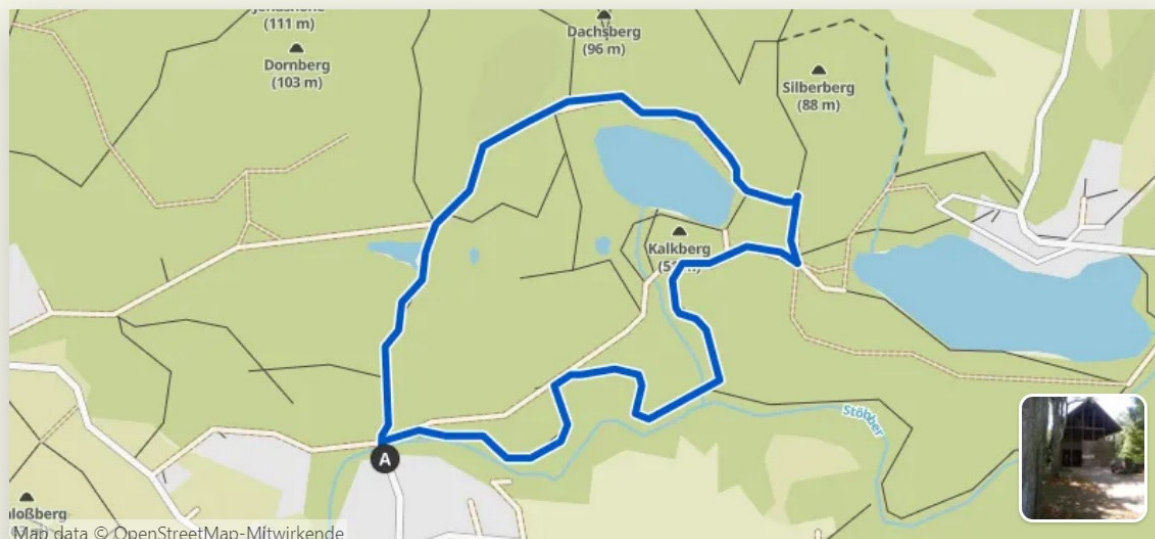 (111 m)
Dornberg
(103 m)
Dachsberg
(96 m)
Silberberg
(88 m)
Kalkberg
Stöbber
A
Map data © OpenStreetMap-Mitwirkende